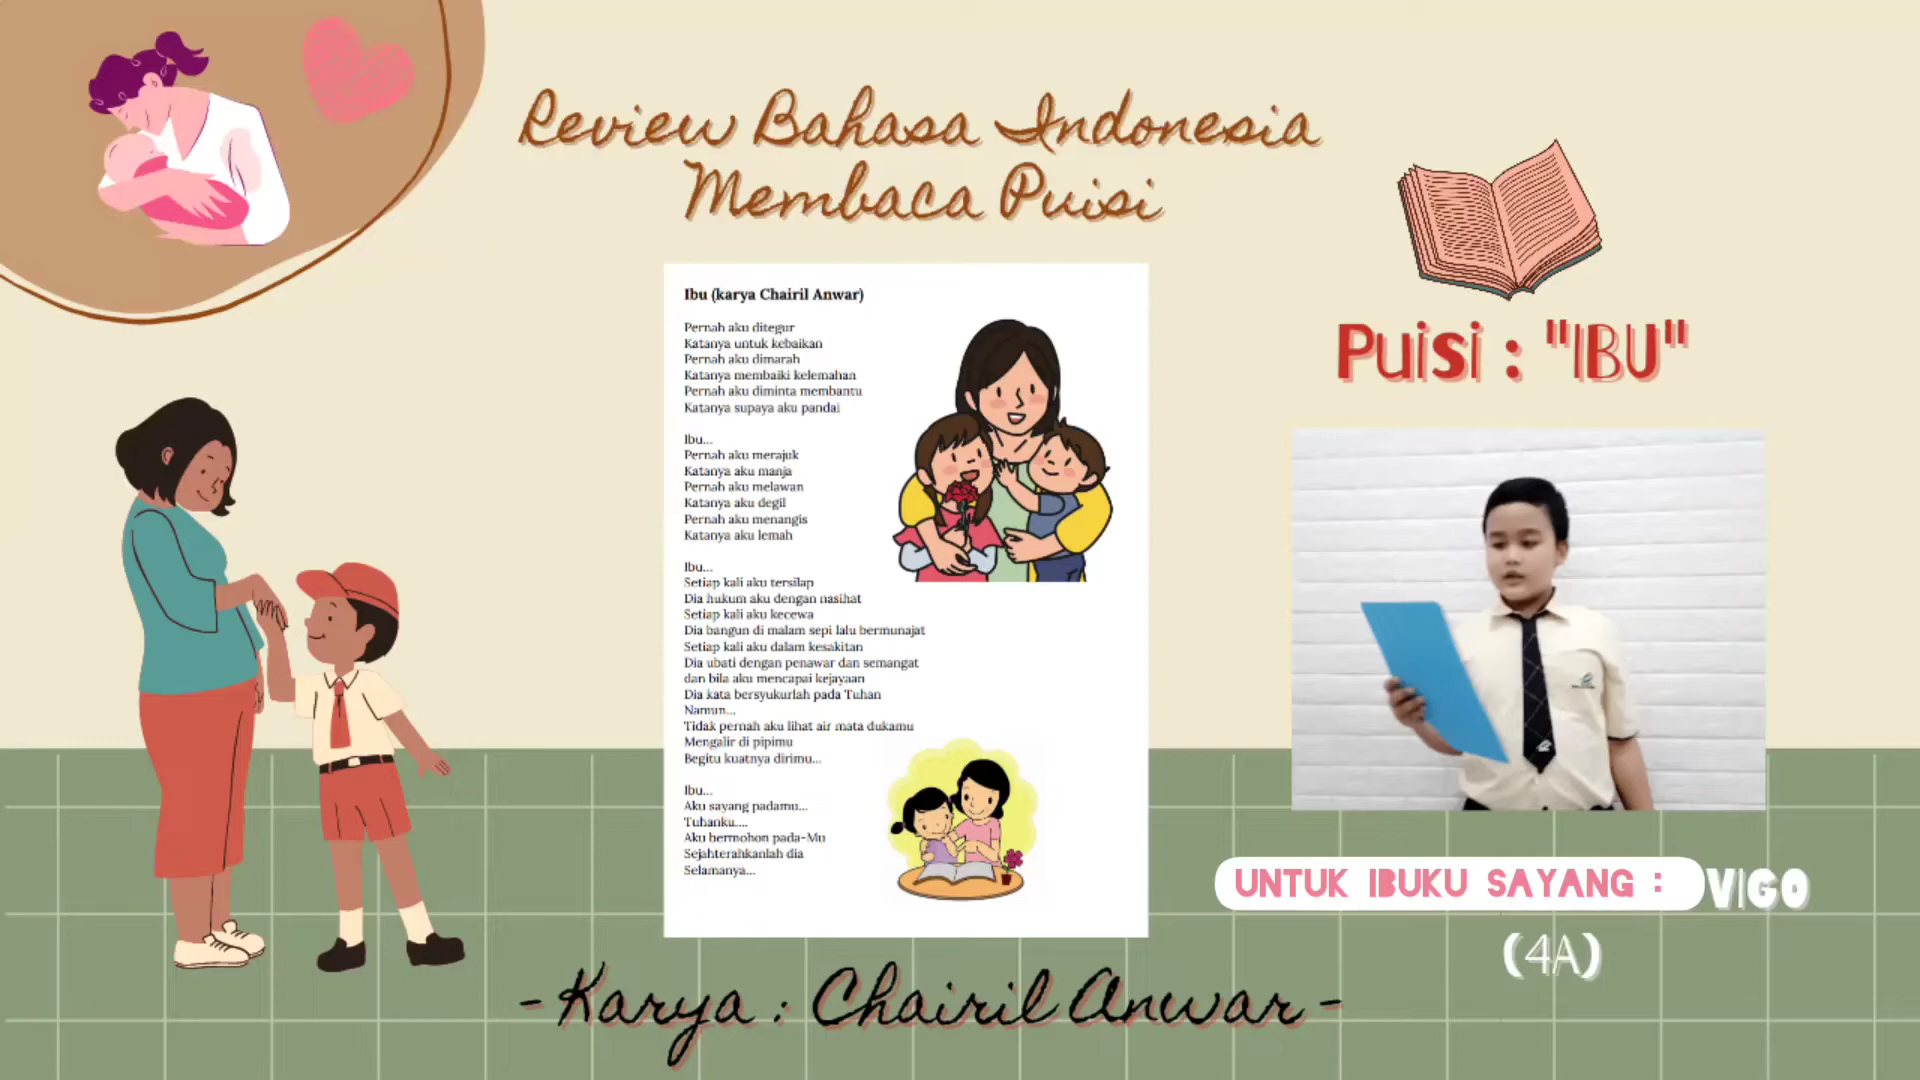 Review Bahasa Indonesia
Membaca Puisi
Ibu (karya Chairil Anwar)
Pernah aku ditegur
Katanya untuk kebaikan
Pernah aku dimarah
Katanya membaiki kelemahan
Pernah aku diminta membantu
Katanya supaya aku pandai
Ibu...
Pernah aku merajuk
Katanya aku manja
Pernah aku melawan
Katanya aku degil
Pernah aku menangis
Katanya aku lemah
Ibu...
Setiap kali aku tersilap
Dia hukum aku dengan nasihat
Setiap kali aku kecewa
Dia bangun di malam sepi lalu bermunajat
Setiap kali aku dalam kesakitan
Dia ubati dengan penawar dan semangat
dan bila aku mencapai kejayaan
Dia kata bersyukurlah pada Tuhan
Namun...
Tidak pernah aku lihat air mata dukamu
Mengalir di pipimu
Begitu kuatnya dirimu...
Ibu...
Aku sayang padamu...
Tuhanku....
Aku bermohon pada-Mu
Sejahterahkanlah dia
Selamanya...
Puisi : "IBU"
UNTUK IBUKU SAYANG : VIGO
(4A)
- Karya : Chairil Anwar -